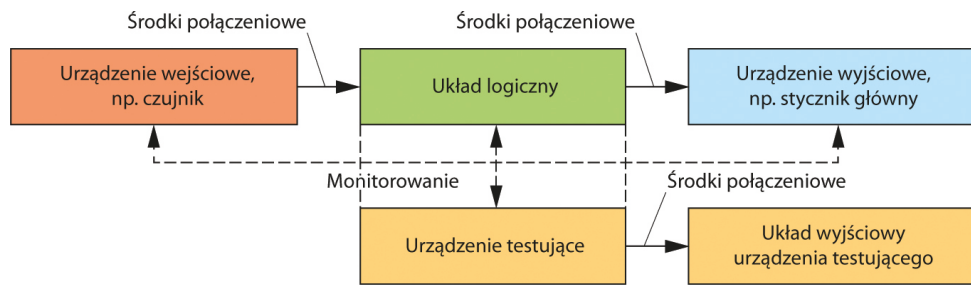 Środki połączeniowe
Środki połączeniowe
Urządzenie wejściowe,
np. czujnik
Układ logiczny
Urządzenie wyjściowe,
np. stycznik główny
Monitorowanie
Środki połączeniowe
Urządzenie testujące
Układ wyjściowy
urządzenia testującego